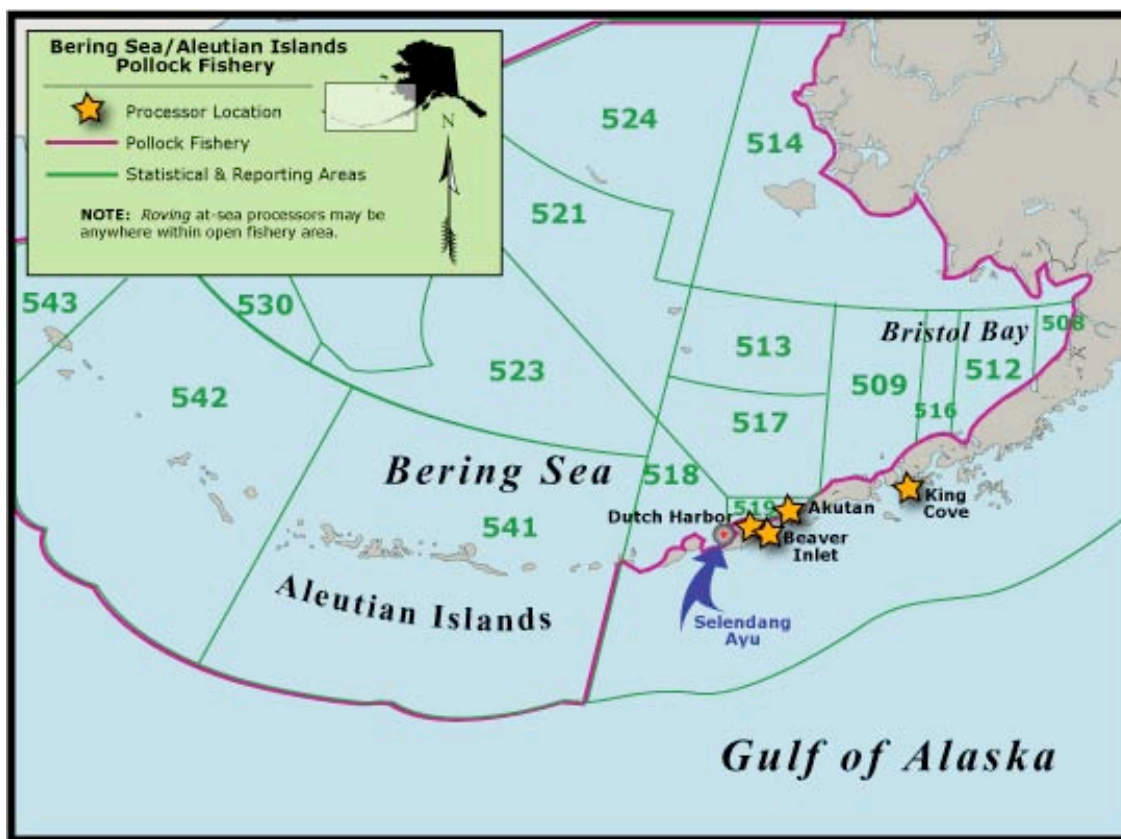 Bering Sea/Aleutian Islands
Pollock Fishery
Processor Location
N
Pollock Fishery
Statistical & Reporting Areas
NOTE: Roving at-sea processors may be
anywhere within open fishery area.
524
514
521
543
530
Bristol Bay
508
513
523
509
512
542
516
517
Bering Sea
518
King
Cove
519
Akutan
Dutch Harbor
541
Beaver
Inlet
Aleutian Islands
Selendang
Ayu
Gulf of Alaska